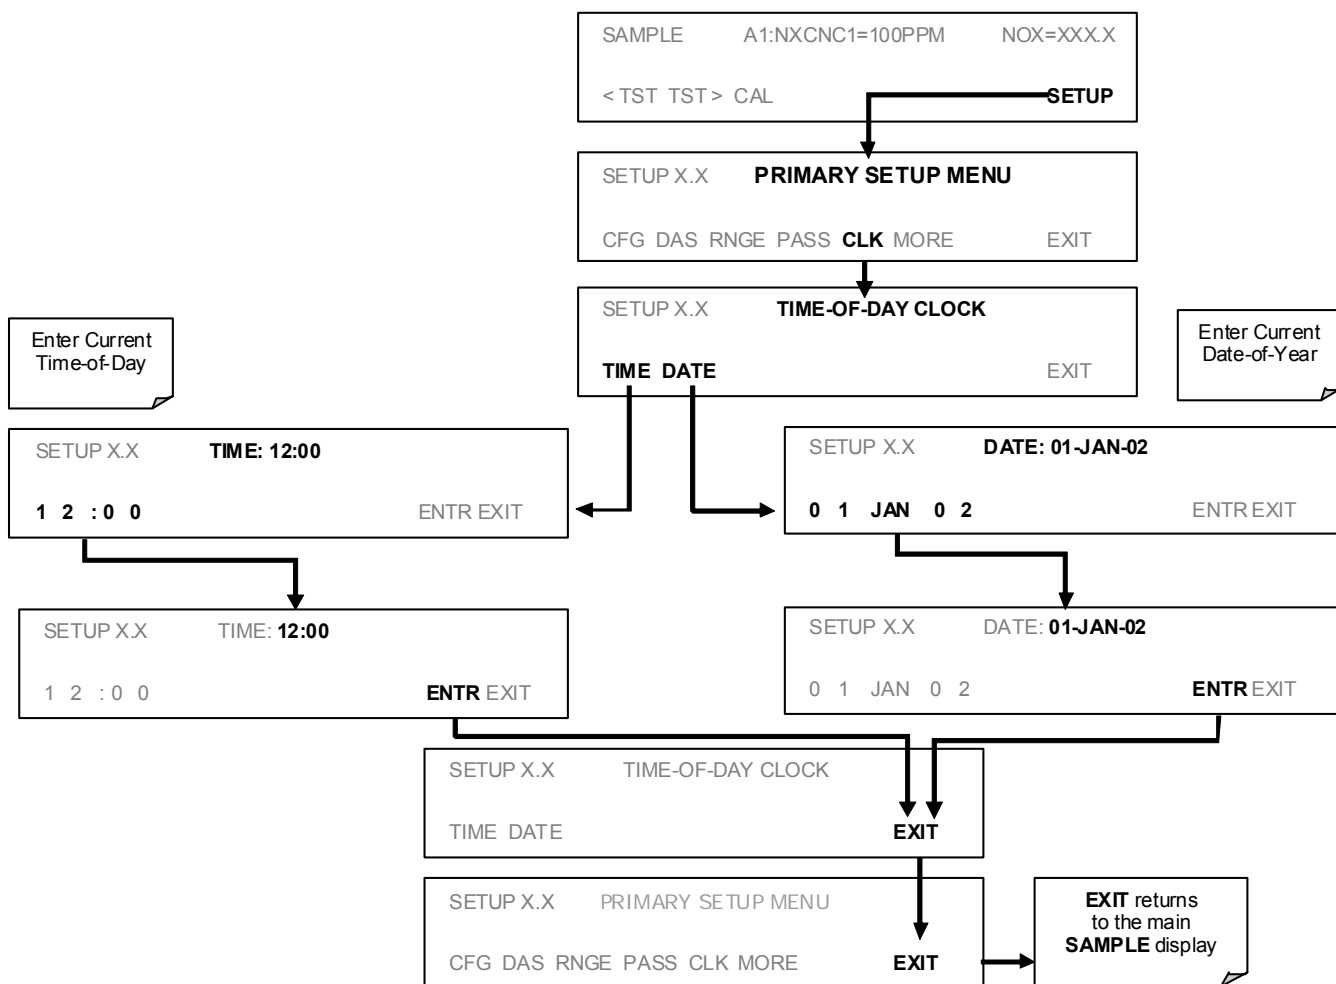 SAMPLE A1:NXCNC1=100PPM NOX=XXX.X
< TST TST > CAL SETUP
SETUP X.X PRIMARY SETUP MENU
CFG DAS RNGE PASS CLK MORE EXIT
SETUP X.X TIME-OF-DAY CLOCK
TIME DATE EXIT
Enter Current
Time-of-Day
Enter Current
Date-of-Year
SETUP X.X TIME: 12:00
1 2 : 0 0 ENTR EXIT
SETUP X.X DATE: 01-JAN-02
0 1 JAN 0 2 ENTR EXIT
SETUP X.X TIME: 12:00
1 2 : 0 0 ENTR EXIT
SETUP X.X DATE: 01-JAN-02
0 1 JAN 0 2 ENTR EXIT
SETUP X.X TIME-OF-DAY CLOCK
TIME DATE EXIT
SETUP X.X PRIMARY SETUP MENU
CFG DAS RNGE PASS CLK MORE EXIT
EXIT returns
to the main
SAMPLE display